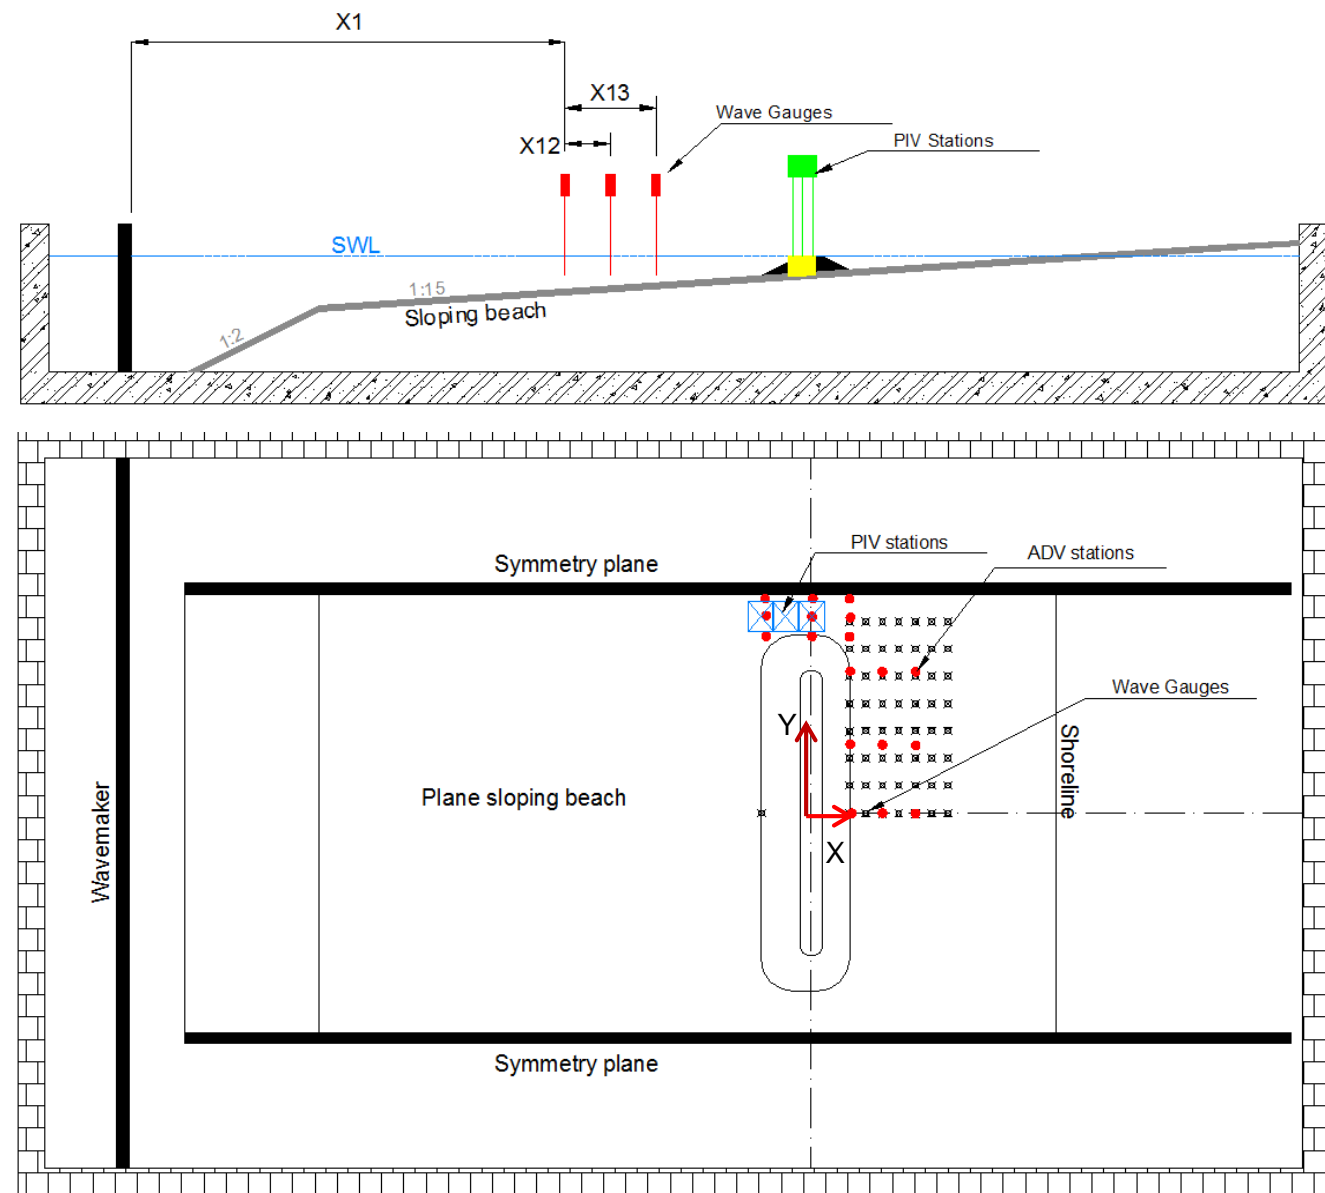 X1
X13
Wave Gauges
X12
PIV Stations
SWL
1:15
Sloping beach
1:2
PIV stations
ADV stations
Symmetry plane
Wave Gauges
Y
Shoreline
Plane sloping beach
X
Wavemaker
Symmetry plane